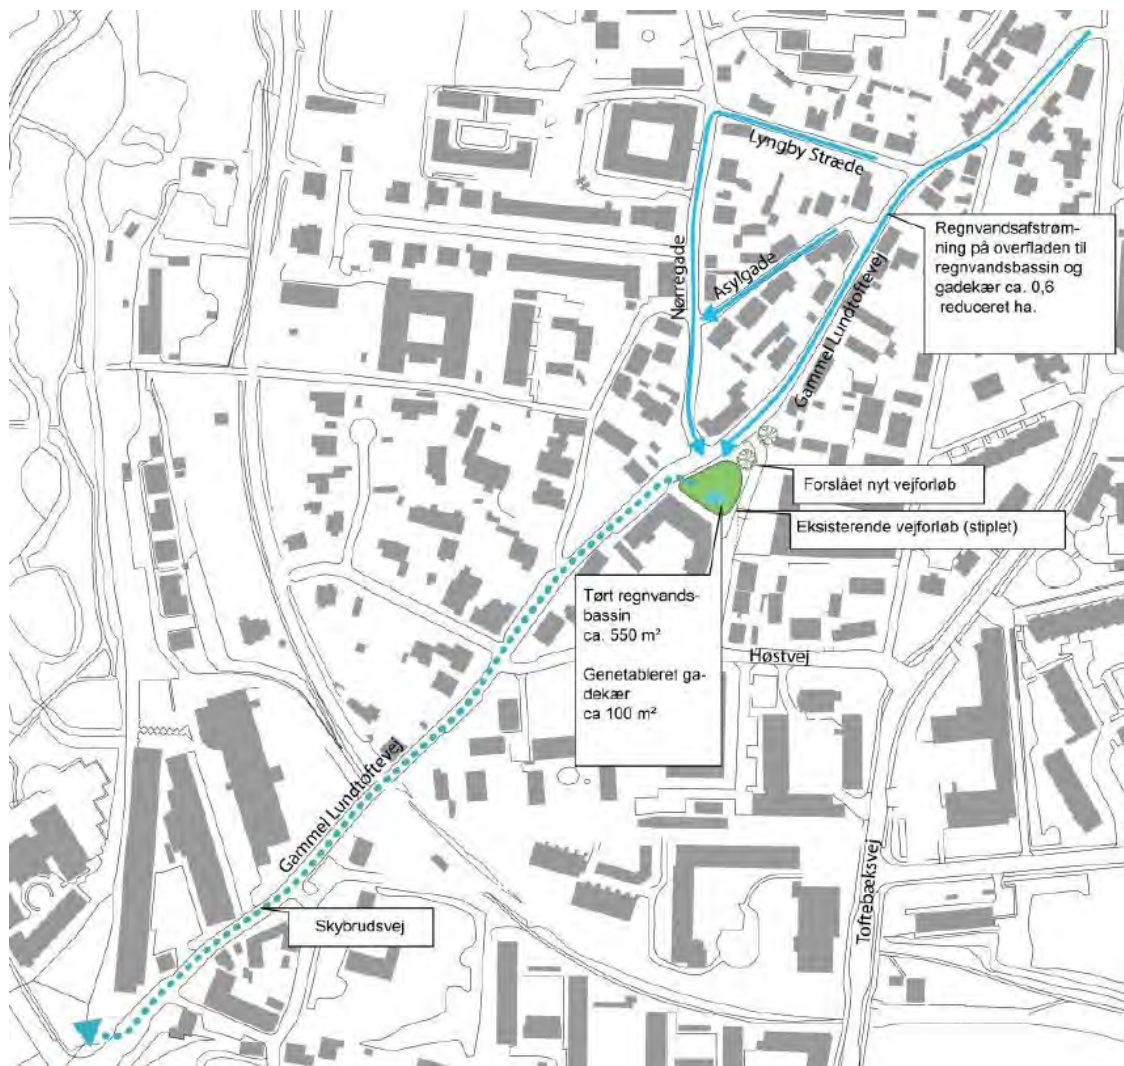 Lyngby Stræde
Regnvandsafstrøm-
ning på overfladen til
regnvandsbassin og
gadekær ca. 0,6
reduceret ha.
Nørregade
Asylgade
Gammel Lundtoftevej
Forslået nyt vejforløb
Eksisterende vejforløb (stiplet)
Tørt regnvands-
bassin
ca. 550 m²
Genetableret ga-
dekær
ca 100 m²
Høstvej
Gammel Lundtoftevej
Toftebæksvej
Skybrudsvej